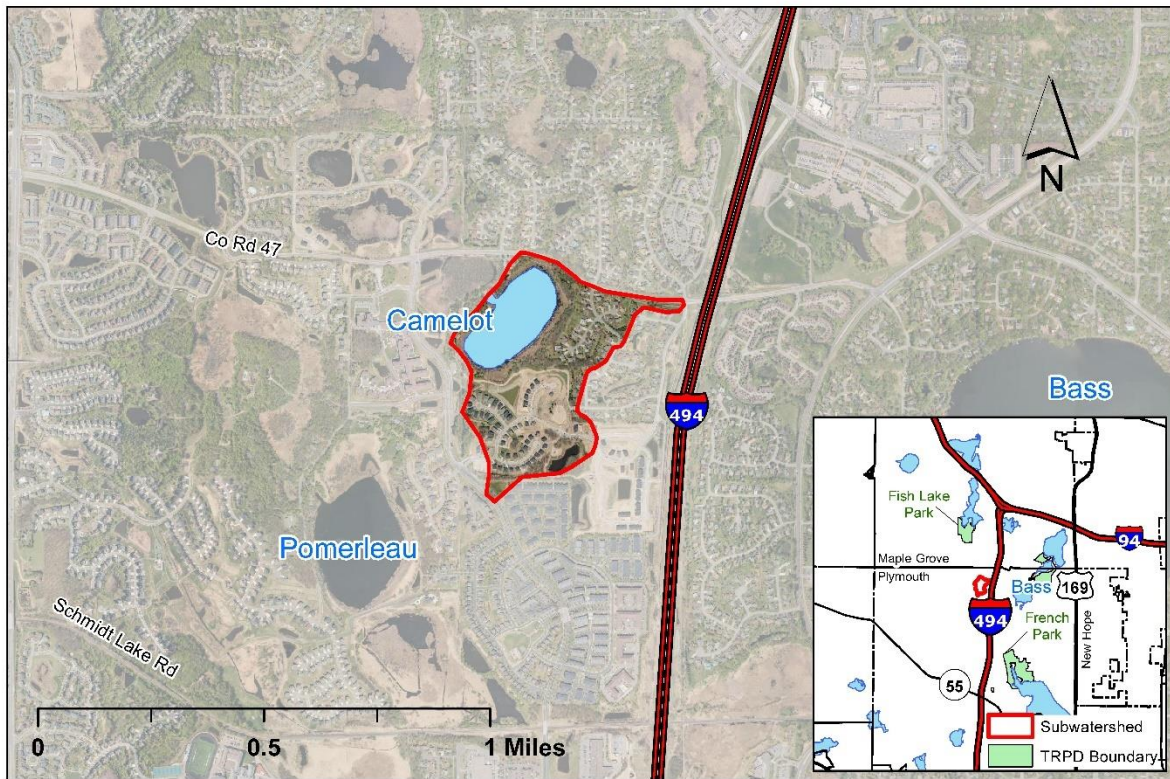 N
Co Rd 47
Camelot
Bass
494
Pomerleau
Schmidt Lake Rd
0
0.5
1 Miles
Fish Lake
Park
94
Maple Grove
Plymouth
Bass
169
494
French
Park
New Hope
55
Subwatershed
TRPD Boundary